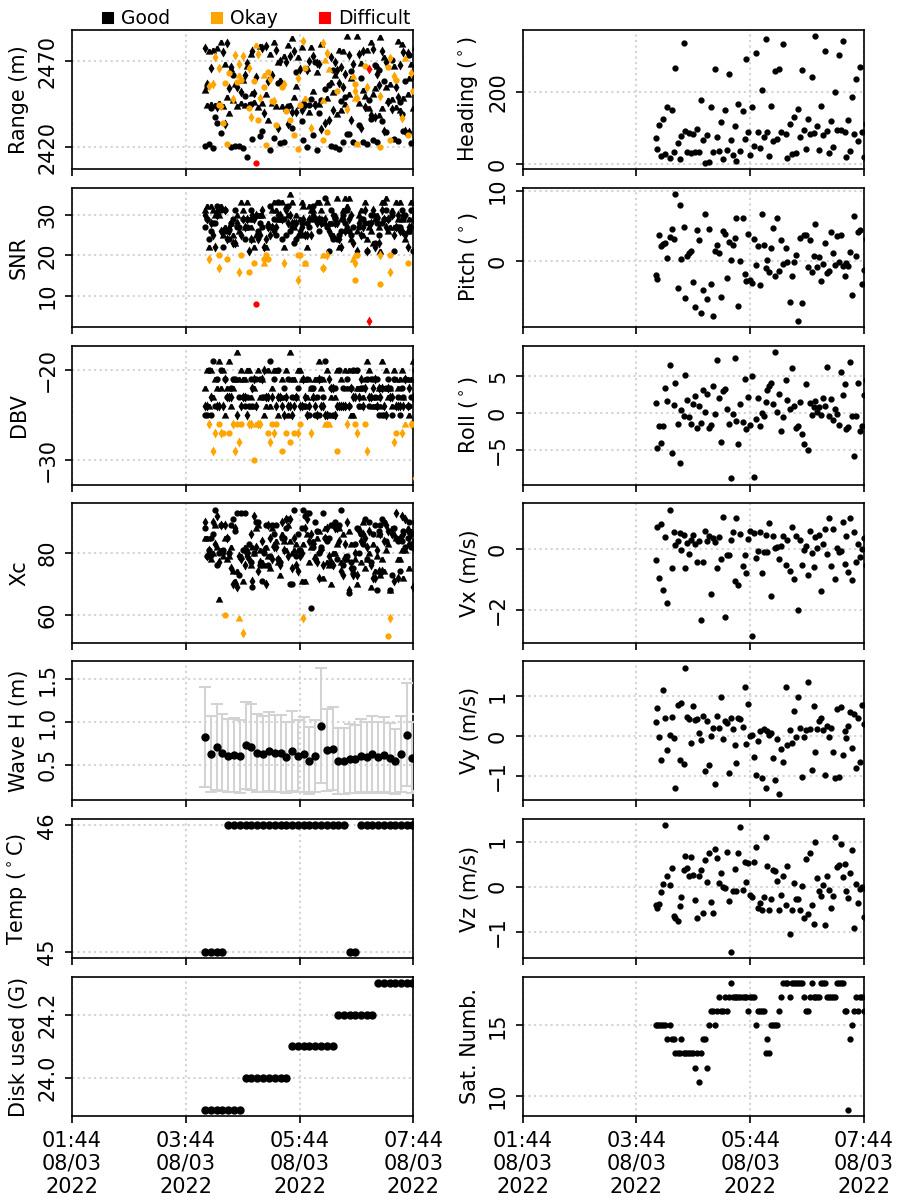 Good Okay Difficult
Range (m)
2470
2420
Heading (°)
200
0
SNR
30
20
10
Pitch (°)
10
0
DBV
−20
−30
Roll (°)
5
0
−5
Xc
80
60
Vx (m/s)
0
−2
Wave H (m)
1.5
1.0
0.5
Vy (m/s)
1
0
−1
Temp (°C)
46
45
Vz (m/s)
1
0
−1
Disk used (G)
24.2
24.0
Sat. Numb.
15
10
01:44 03:44 05:44 07:44 01:44 03:44 05:44 07:44
08/03 08/03 08/03 08/03 08/03 08/03 08/03 08/03
2022 2022 2022 2022 2022 2022 2022 2022